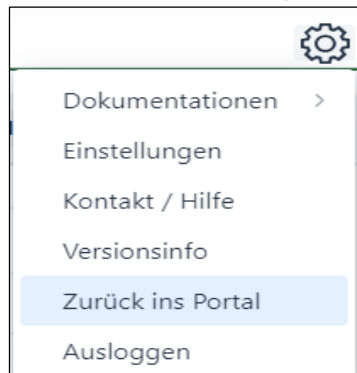 Dokumentationen >
Einstellungen
Kontakt / Hilfe
Versionsinfo
Zurück ins Portal
Ausloggen